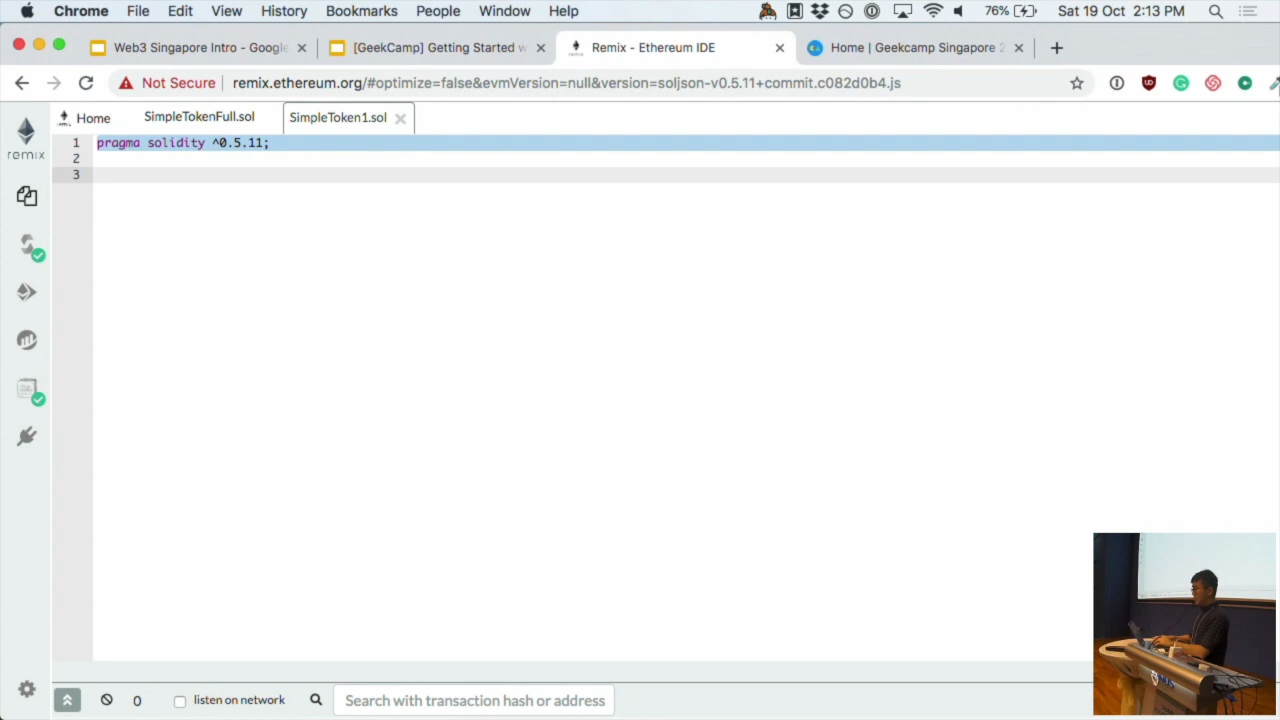 Chrome File Edit View History Bookmarks People Window Help 76% Sat 19 Oct 2:13 PM
Web3 Singapore Intro - Google [GeekCamp] Getting Started w Remix - Ethereum IDE Home | Geekcamp Singapore 2
Not Secure remix.ethereum.org/#optimize=false&evmVersion=null&version=soljson-v0.5.11+commit.c082d0b4.js
remix
Home SimpleTokenFull.sol SimpleToken1.sol
1 pragma solidity ^0.5.11;
2
3
0 listen on network Search with transaction hash or address
NUS